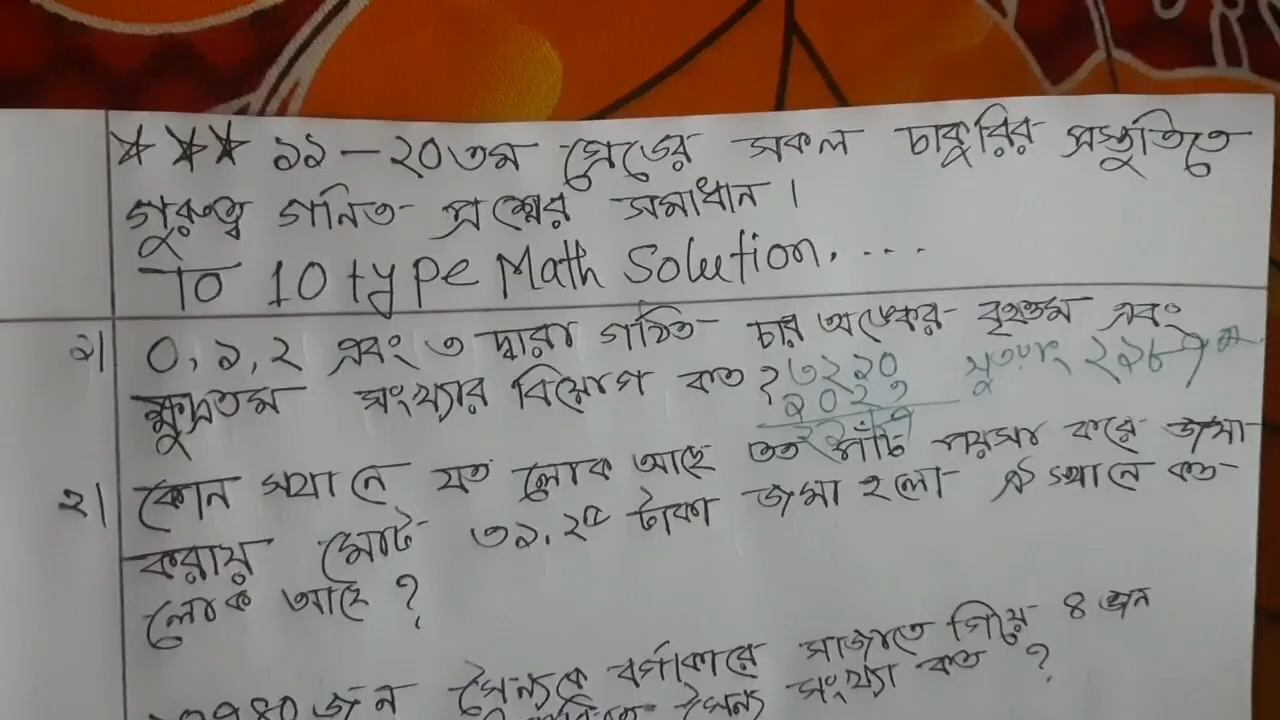 *** ১১-২০তম গ্রেডের সকল চাকুরির প্রস্তুতিতে
গুরুত্ব গনিত প্রশ্নের সমাধান।
To 10 type Math Solution. ...
১| ০, ১, ২ এবং ৩ দ্বারা গঠিত চার অঙ্কের বৃহত্তম এবং
ক্ষুদ্রতম সংখ্যার বিয়োগ কত? ৩২১০ সুতরাং ২১৮৭
১০২৩
২১৮৭
২| কোন স্থানে যত লোক আছে তত পাঁচ পয়সা করে জমা
করায় মোট ৩১.২৫ টাকা জমা হলো ঐ স্থানে কত
লোক আছে?
জন সৈন্যকে বর্গাকারে সাজাতে গিয়ে ৪ জন
সৈন্য সংখ্যা কত ?